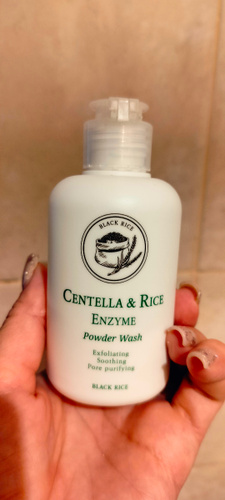 BLACK RICE
CENTELLA & RICE
ENZYME
Powder Wash
Exfoliating
Soothing
Pore purifying
BLACK RICE